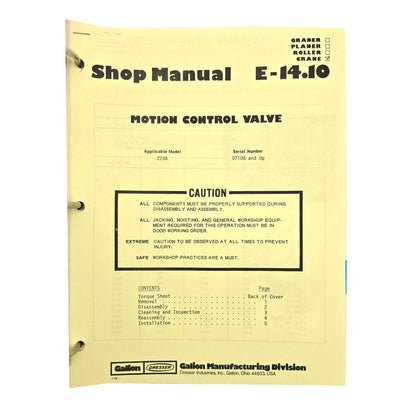 GRADER
PLANER
ROLLER
CRANE
Shop Manual E-14.10
MOTION CONTROL VALVE
Applicable Model Serial Number
220A 07108 and Up
CAUTION
ALL COMPONENTS MUST BE PROPERLY SUPPORTED DURING
DISASSEMBLY AND ASSEMBLY.
ALL JACKING, HOISTING, AND GENERAL WORKSHOP EQUIP-
MENT REQUIRED FOR THIS OPERATION MUST BE IN
GOOD WORKING ORDER.
EXTREME CAUTION TO BE OBSERVED AT ALL TIMES TO PREVENT
INJURY.
SAFE WORKSHOP PRACTICES ARE A MUST.
CONTENTS Page
Torque Sheet . . . . . . . . . . . . Back of Cover
Removal . . . . . . . . . . . . . . 1
Disassembly . . . . . . . . . . . . 2
Cleaning and Inspection . . . . . . 3
Reassembly . . . . . . . . . . . . . 4
Installation . . . . . . . . . . . . 5
Galion DRESSER Galion Manufacturing Division
Dresser Industries, Inc., Galion, Ohio 44833, USA